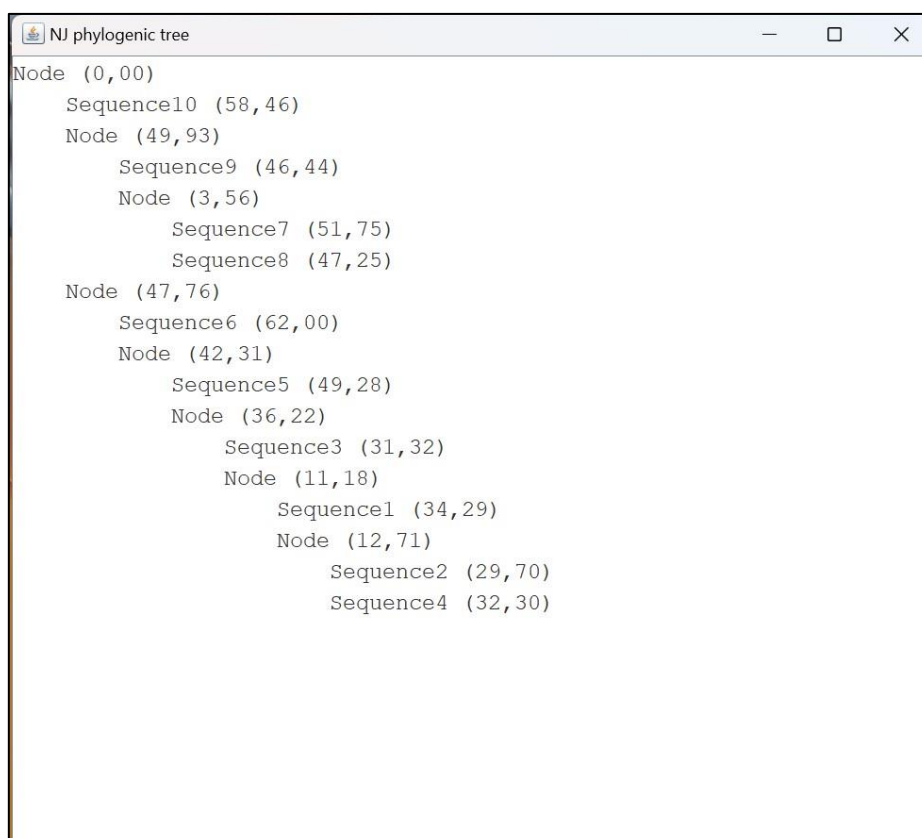 NJ phylogenic tree
Node (0,00)
Sequence10 (58,46)
Node (49,93)
Sequence9 (46,44)
Node (3,56)
Sequence7 (51,75)
Sequence8 (47,25)
Node (47,76)
Sequence6 (62,00)
Node (42,31)
Sequence5 (49,28)
Node (36,22)
Sequence3 (31,32)
Node (11,18)
Sequence1 (34,29)
Node (12,71)
Sequence2 (29,70)
Sequence4 (32,30)